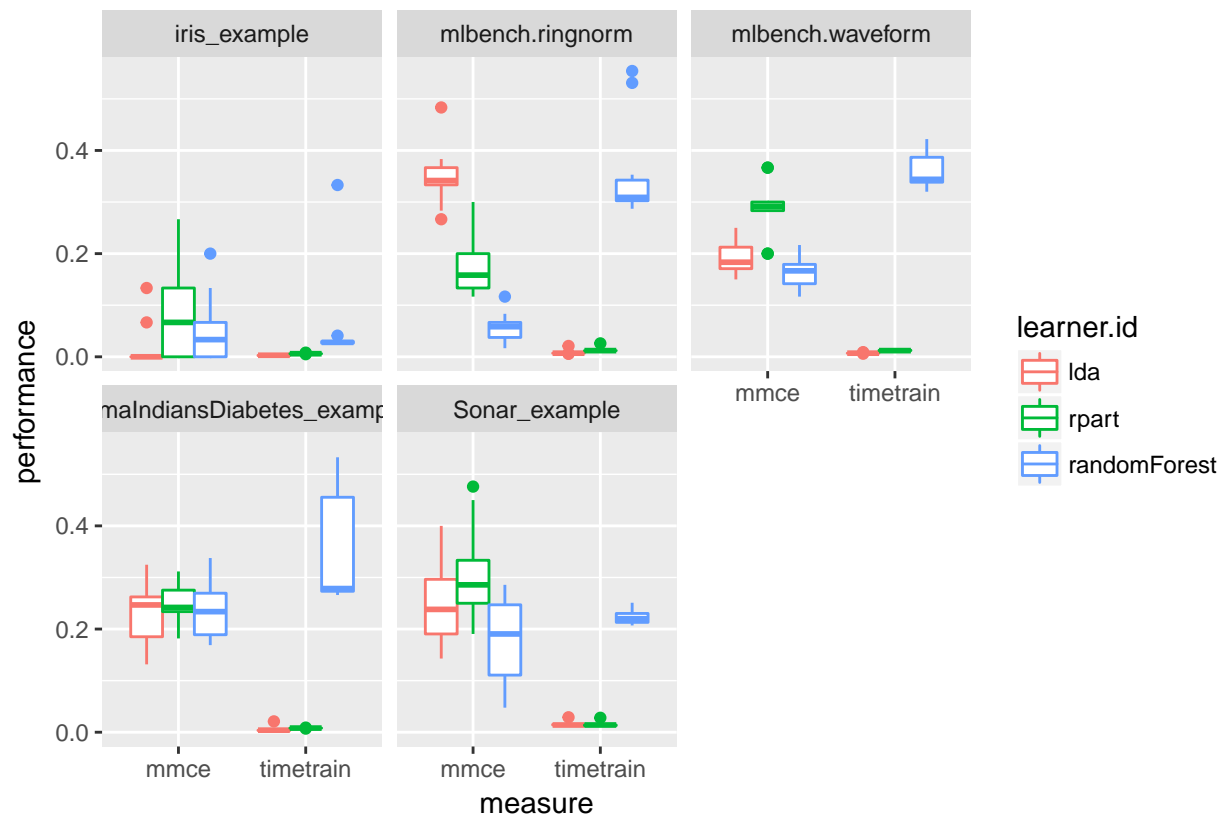 iris_example
mlbench.ringnorm
mlbench.waveform
0.4
0.2
0.0
mmce
timetrain
maIndiansDiabetes_examp
Sonar_example
0.4
0.2
0.0
mmce
timetrain
mmce
timetrain
performance
measure
learner.id
lda
rpart
randomForest